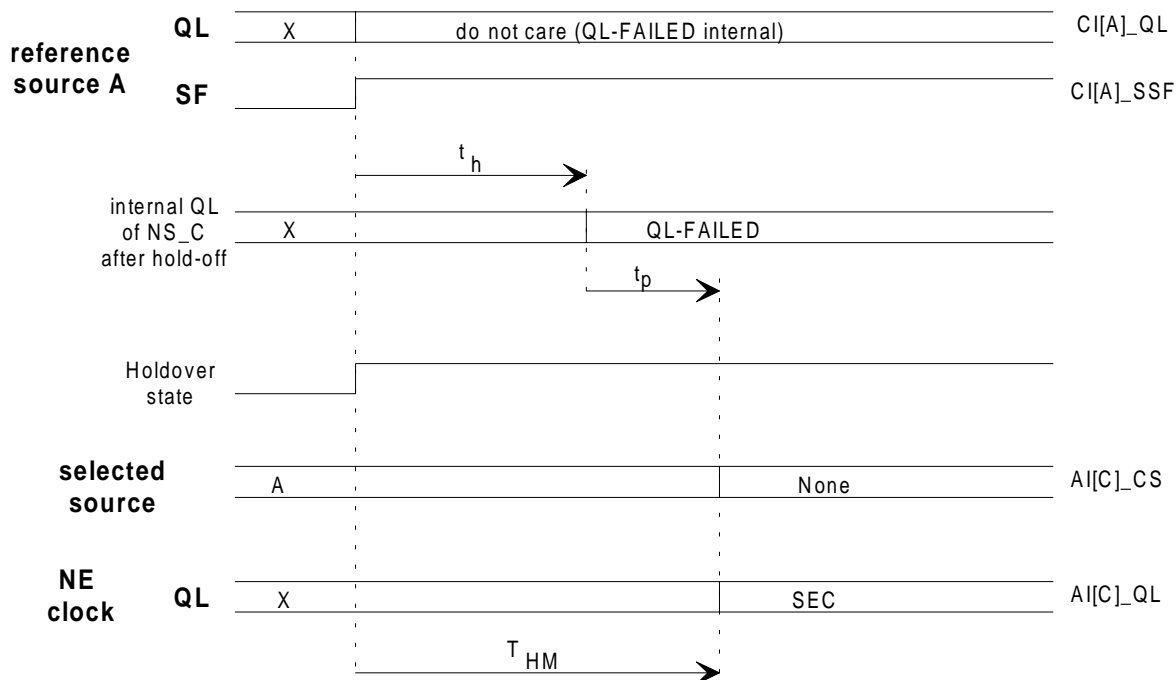 QL
X
do not care (QL-FAILED internal)
CI[A]_QL
reference
source A
SF
CI[A]_SSF
t h
internal QL
of NS_C
after hold-off
X
QL-FAILED
tp
Holdover
state
selected
source
A
None
AI[C]_CS
NE
clock
QL
X
SEC
AI[C]_QL
T HM